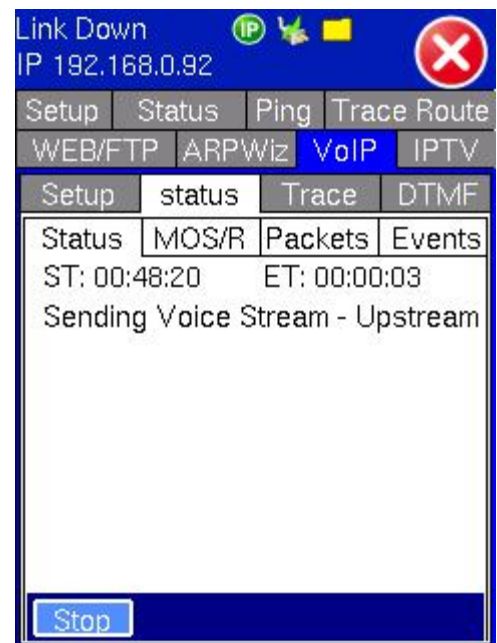 Link Down
IP
IP 192.168.0.92
Setup Status Ping Trace Route
WEB/FTP ARPWiz VoIP IPTV
Setup status Trace DTMF
Status MOS/R Packets Events
ST: 00:48:20 ET: 00:00:03
Sending Voice Stream - Upstream
Stop